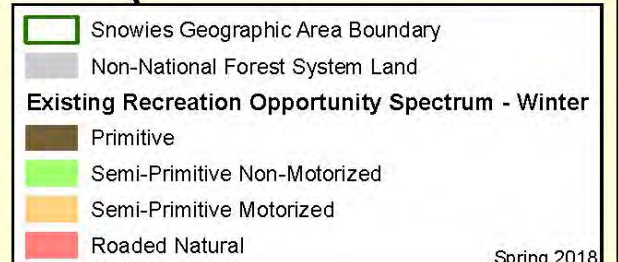 Snowies Geographic Area Boundary
Non-National Forest System Land
Existing Recreation Opportunity Spectrum - Winter
Primitive
Semi-Primitive Non-Motorized
Semi-Primitive Motorized
Roaded Natural
Spring 2018